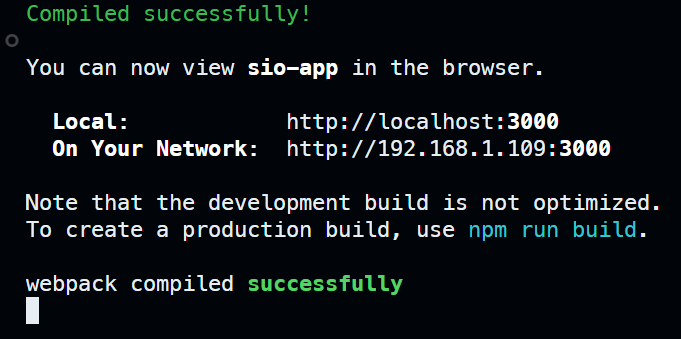 Compiled successfully!
You can now view sio-app in the browser.
Local: http://localhost:3000
On Your Network: http://192.168.1.109:3000
Note that the development build is not optimized.
To create a production build, use npm run build.
webpack compiled successfully